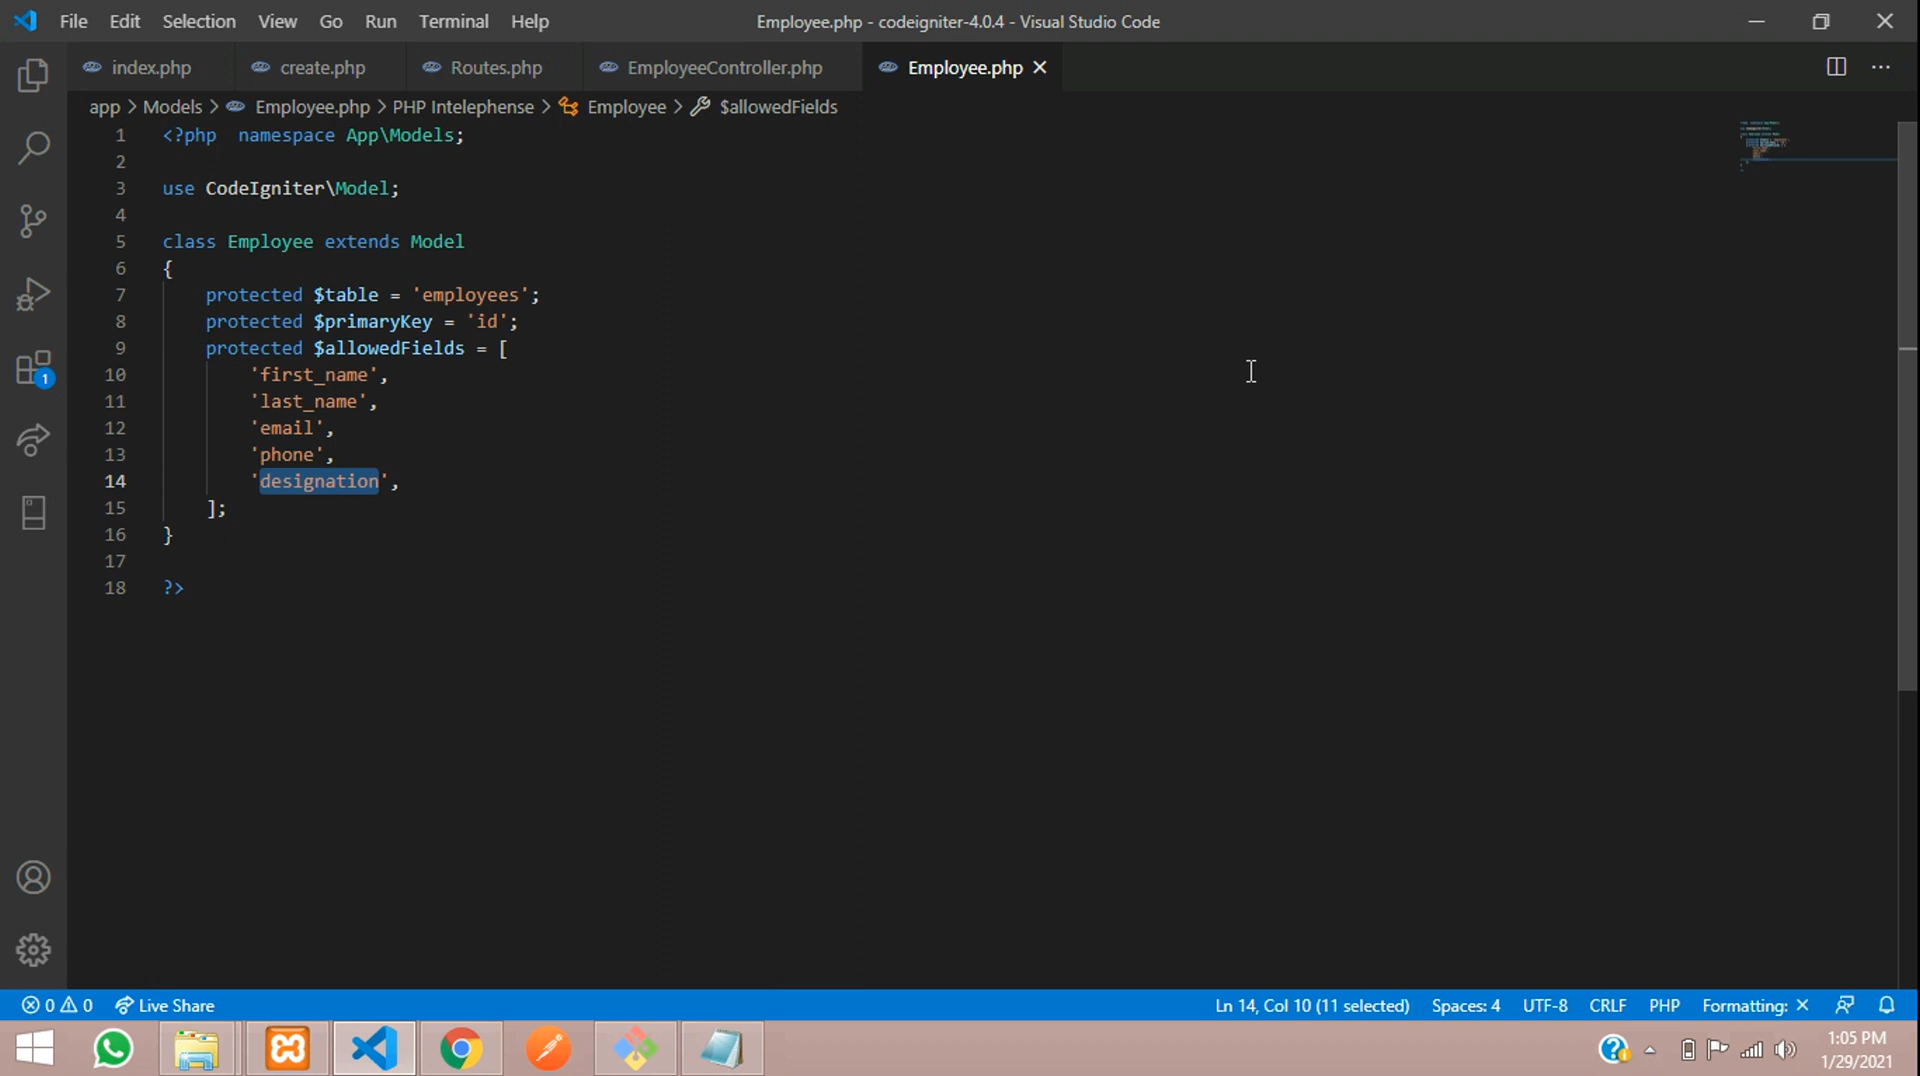 File Edit Selection View Go Run Terminal Help Employee.php - codeigniter-4.0.4 - Visual Studio Code
index.php create.php Routes.php EmployeeController.php Employee.php
app > Models > Employee.php > PHP Intelephense > Employee > $allowedFields
1 <?php namespace App\Models;
2
3 use CodeIgniter\Model;
4
5 class Employee extends Model
6 {
7 protected $table = 'employees';
8 protected $primaryKey = 'id';
9 protected $allowedFields = [
10 'first_name',
11 'last_name',
12 'email',
13 'phone',
14 'designation',
15 ];
16 }
17
18 ?>
1
0 0 Live Share Ln 14, Col 10 (11 selected) Spaces: 4 UTF-8 CRLF PHP Formatting: ×
1:05 PM
1/29/2021